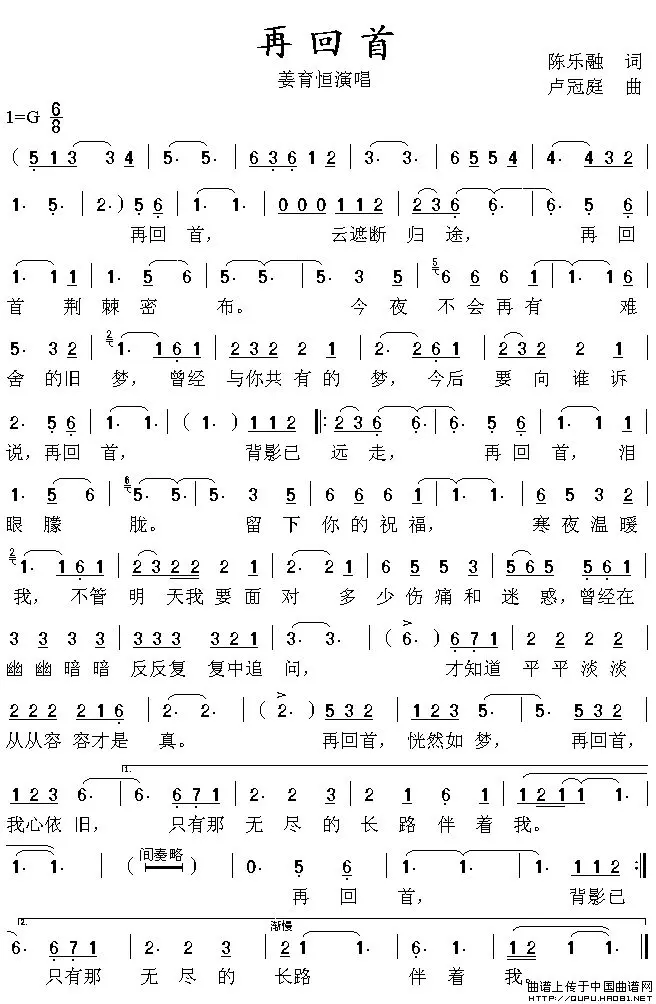 再回首
姜育恒演唱
陈乐融 词
卢冠庭 曲
1=G 6/8
( 5 1 3 3 4 | 5· 5· | 6 3 6 1 2 | 3· 3· | 6 5 5 4 | 4· 4 3 2 |
1· 5· | 2· ) 5 6 | 1· 1· | 0 0 0 1 1 2 | 2 3 6 6· | 6· 5 6 |
再回 首， 云遮断 归途， 再回
1· 1 1 | 1· 5 6 | 5· 5· | 5· 3 5 | 5 6 6 6 1 | 1· 1 6 |
首 荆棘密 布。 今夜 不会再有 难
5· 3 2 | 2 1· 1 6 1 | 2 3 2 2 1 | 2· 2 6 1 | 2 3 2 2 1 |
舍的旧 梦，曾经 与你共有的 梦，今后 要向谁诉
2· 5 6 | 1· 1· | ( 1· ) 1 1 2 |: 2 3 6 6· | 6· 5 6 | 1· 1 1 |
说，再回 首， 背影已 远走， 再回 首，泪
1· 5 6 | 6 5· 5· | 5· 3 5 | 6 6 6 1 | 1· 1· | 6 5 5 5 |
眼朦 胧。 留下 你的祝福， 寒夜温暖
2 1· 1 6 1 | 2 3 2 2 2 1 | 2· 2 1 | 6 5 5 5 | 5 6 5 6 | 5 6 1 |
我，不管 明天我要面 对 多 少伤痛和 迷惑，曾经在
3 3 3 3 | 3 3 3 3 2 1 | 3· 3· | ( 6· ) 6 7 1 | 2 2 2 2 |
幽幽暗暗 反反复 复中追 问， 才知道 平平淡淡
2 2 2 2 1 6 | 2· 2· | ( 2· ) 5 3 2 | 5 3 3 2 | 5· 5· | 5 3 2 |
从从容 容才是 真。 再回首，恍然如梦， 再回首，
1 2 3 6 | 1. 6· 6 7 1 | 2· 2 3 | 2 1 6 1 | 1 2 1 1· | 1· 1· |
我心依旧， 只有那 无尽的 长路伴着 我。
1· 1· | ( 间奏略 ) | 0· 5 6 | 1· 1· | 1· 1 1 2 :|
再回 首， 背影已
2. 6· 6 7 1 | 2· 2 3 | 渐慢 2 1 1· | 6· 1· | 1 2 1 1· | 1· 1· |
只有那 无尽的 长路 伴着 我。
曲谱上传于中国曲谱网
HTTP://QUPU.HAO81.NET